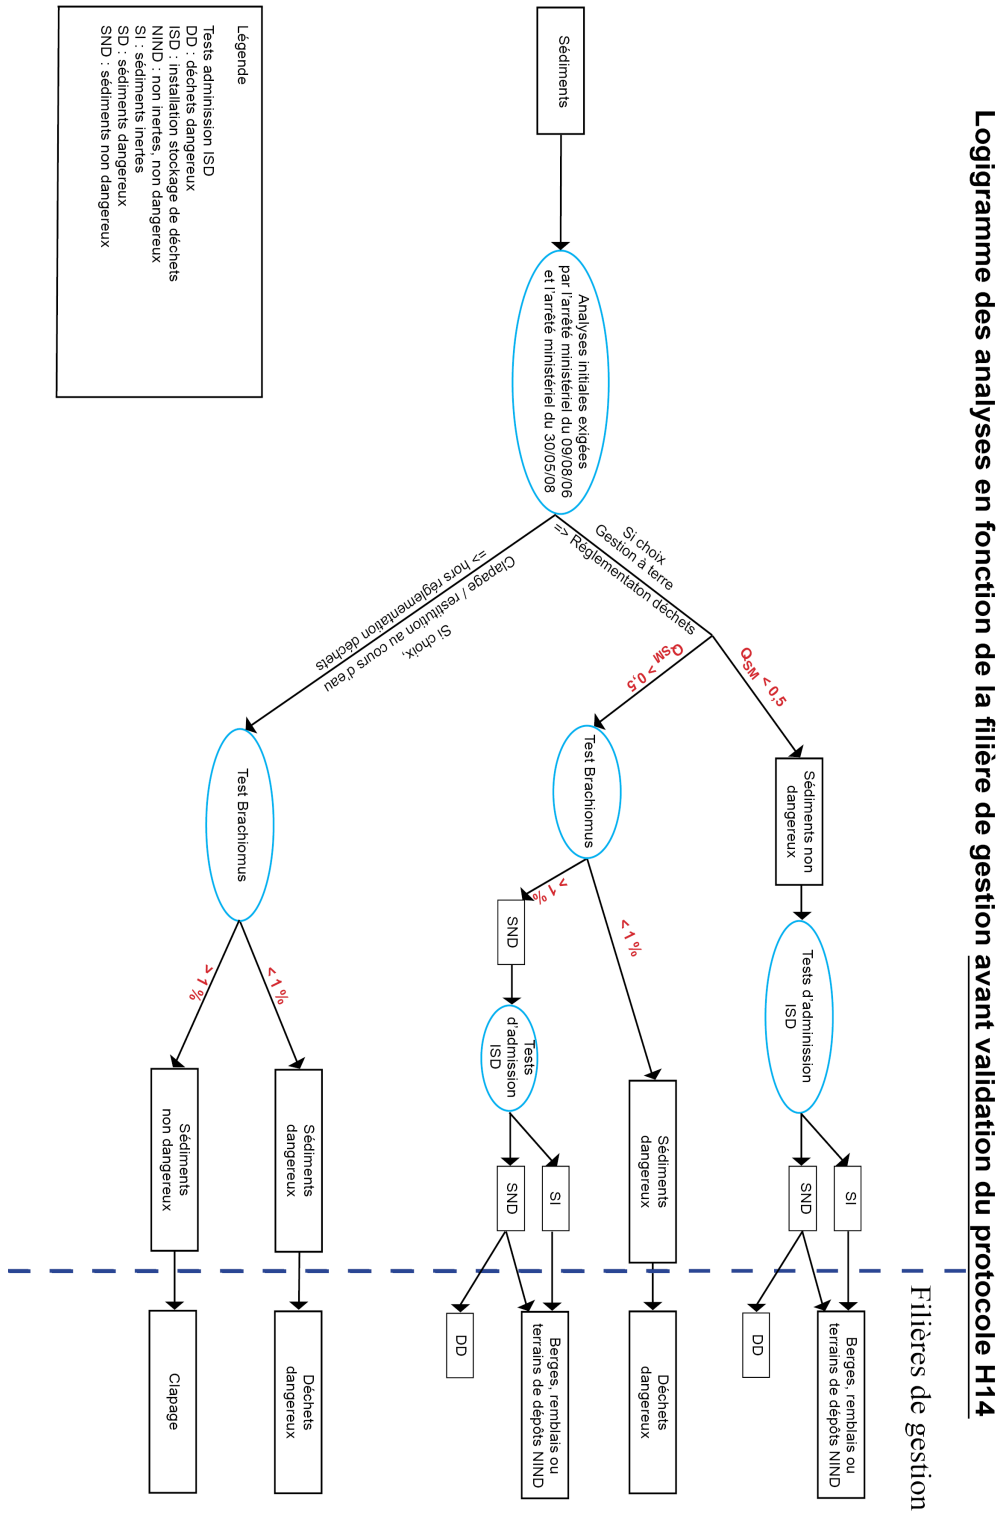 Logigramme des analyses en fonction de la filière de gestion avant validation du protocole H14
Filières de gestion
Sédiments
Analyses initiales exigées
par l'arrêté ministériel du 09/08/06
et l'arrêté ministériel du 30/05/08
Si choix
Gestion à terre
=> Réglementaton déchets
QSM < 0,5
Sédiments non
dangereux
Tests d'adminission
ISD
SI
SND
Berges, remblais ou
terrains de dépôts NIND
DD
QSM > 0,5
Test Brachiomus
< 1 %
Sédiments
dangereux
Déchets
dangereux
> 1 %
SND
Tests
d'admission
ISD
SI
SND
Berges, remblais ou
terrains de dépôts NIND
DD
Si choix,
Clapage / restitution au cours d'eau
=> hors réglementation déchets
Test Brachiomus
< 1 %
Sédiments
dangereux
Déchets
dangereux
> 1 %
Sédiments
non dangereux
Clapage
Légende
Tests adminission ISD
DD : déchets dangereux
ISD : installation stockage de déchets
NIND : non inertes, non dangereux
SI : sédiments inertes
SD : sédiments dangereux
SND : sédiments non dangereux